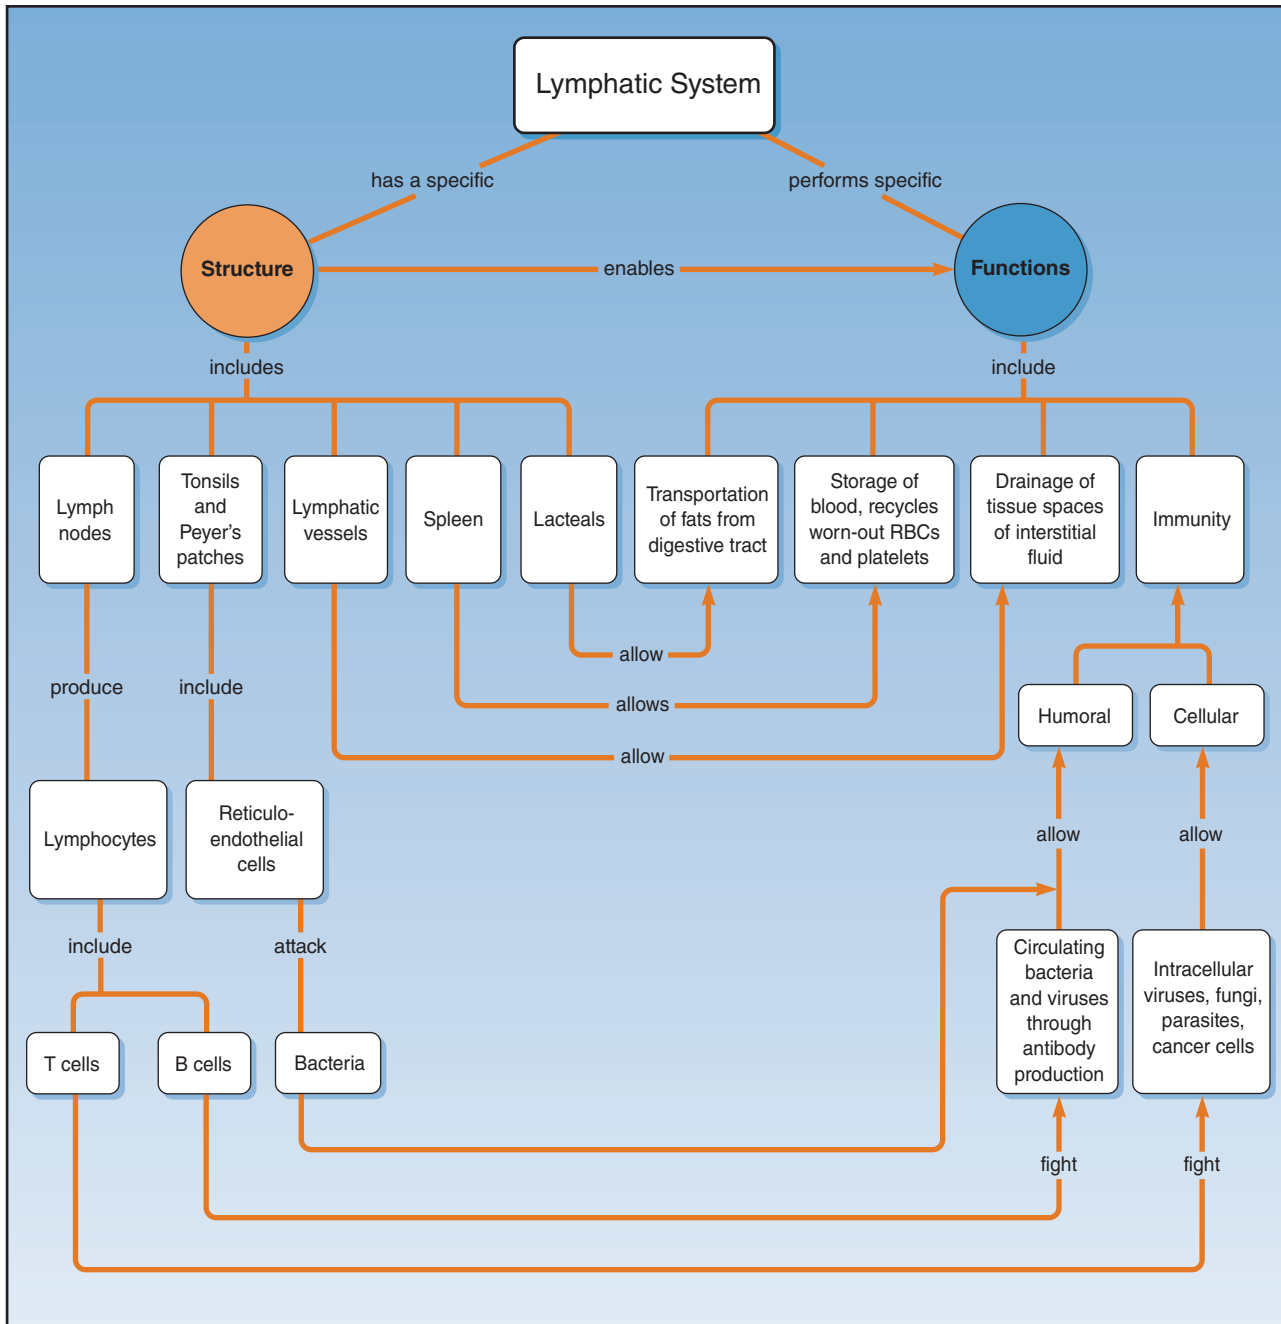 Lymphatic System
has a specific
performs specific
Structure
enables
Functions
includes
include
Lymph
nodes
Tonsils
and
Peyer's
patches
Lymphatic
vessels
Spleen
Lacteals
Transportation
of fats from
digestive tract
Storage of
blood, recycles
worn-out RBCs
and platelets
Drainage of
tissue spaces
of interstitial
fluid
Immunity
allow
produce
include
allows
Humoral
Cellular
allow
Lymphocytes
Reticulo-
endothelial
cells
allow
allow
include
attack
Circulating
bacteria
and viruses
through
antibody
production
Intracellular
viruses, fungi,
parasites,
cancer cells
T cells
B cells
Bacteria
fight
fight